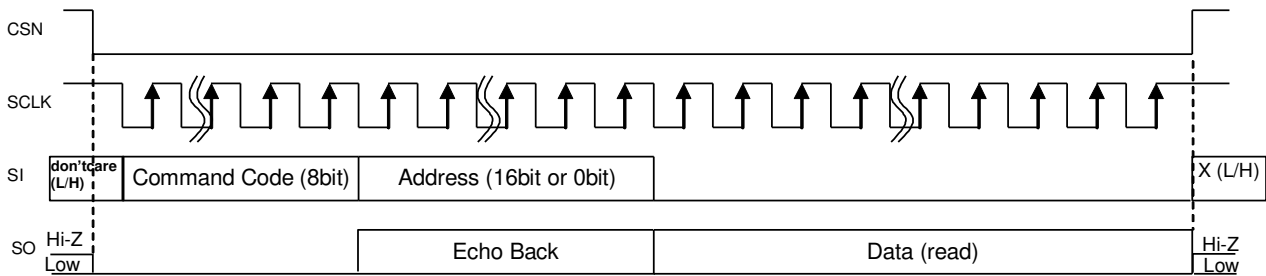 CSN
SCLK
SI
don'tcare
(L/H)
Command Code (8bit)
Address (16bit or 0bit)
X (L/H)
SO
Hi-Z
Low
Echo Back
Data (read)
Hi-Z
Low